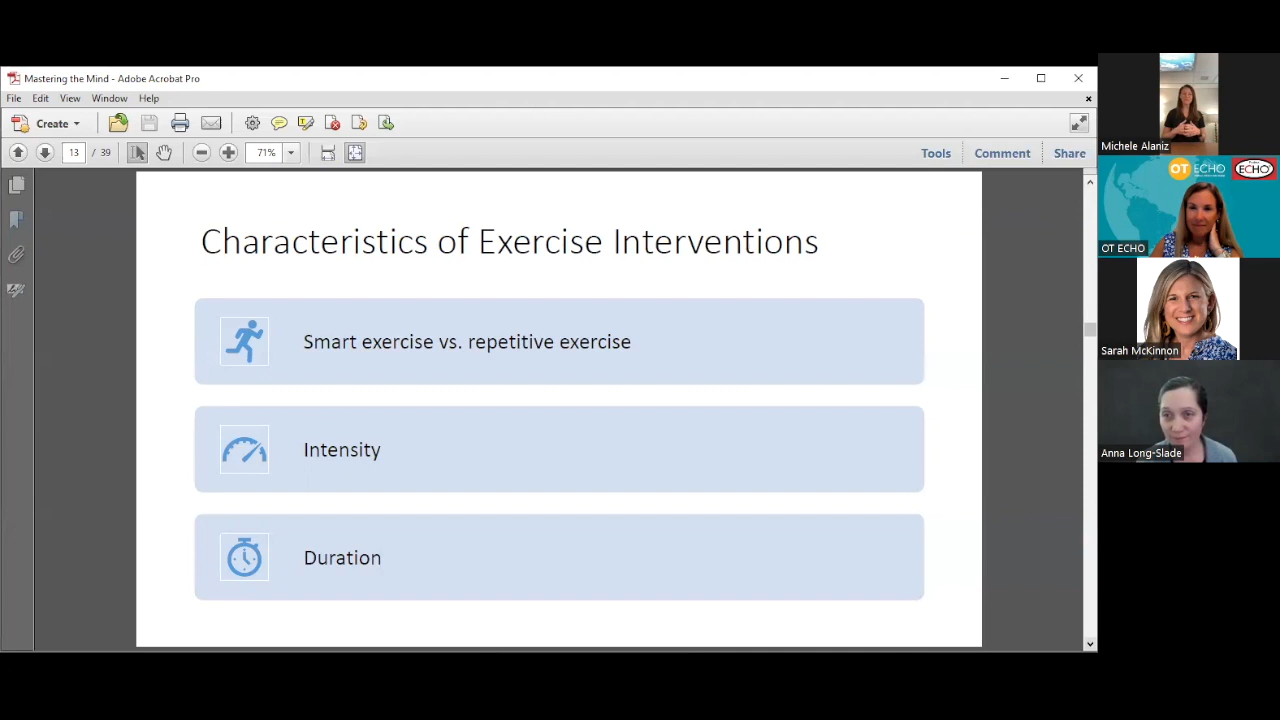 Mastering the Mind - Adobe Acrobat Pro
File Edit View Window Help
Create
13 / 39 71% Tools Comment Share
Characteristics of Exercise Interventions
Smart exercise vs. repetitive exercise
Intensity
Duration
Michele Alaniz
OT ECHO ECHO
OT ECHO
Sarah McKinnon
Anna Long-Slade